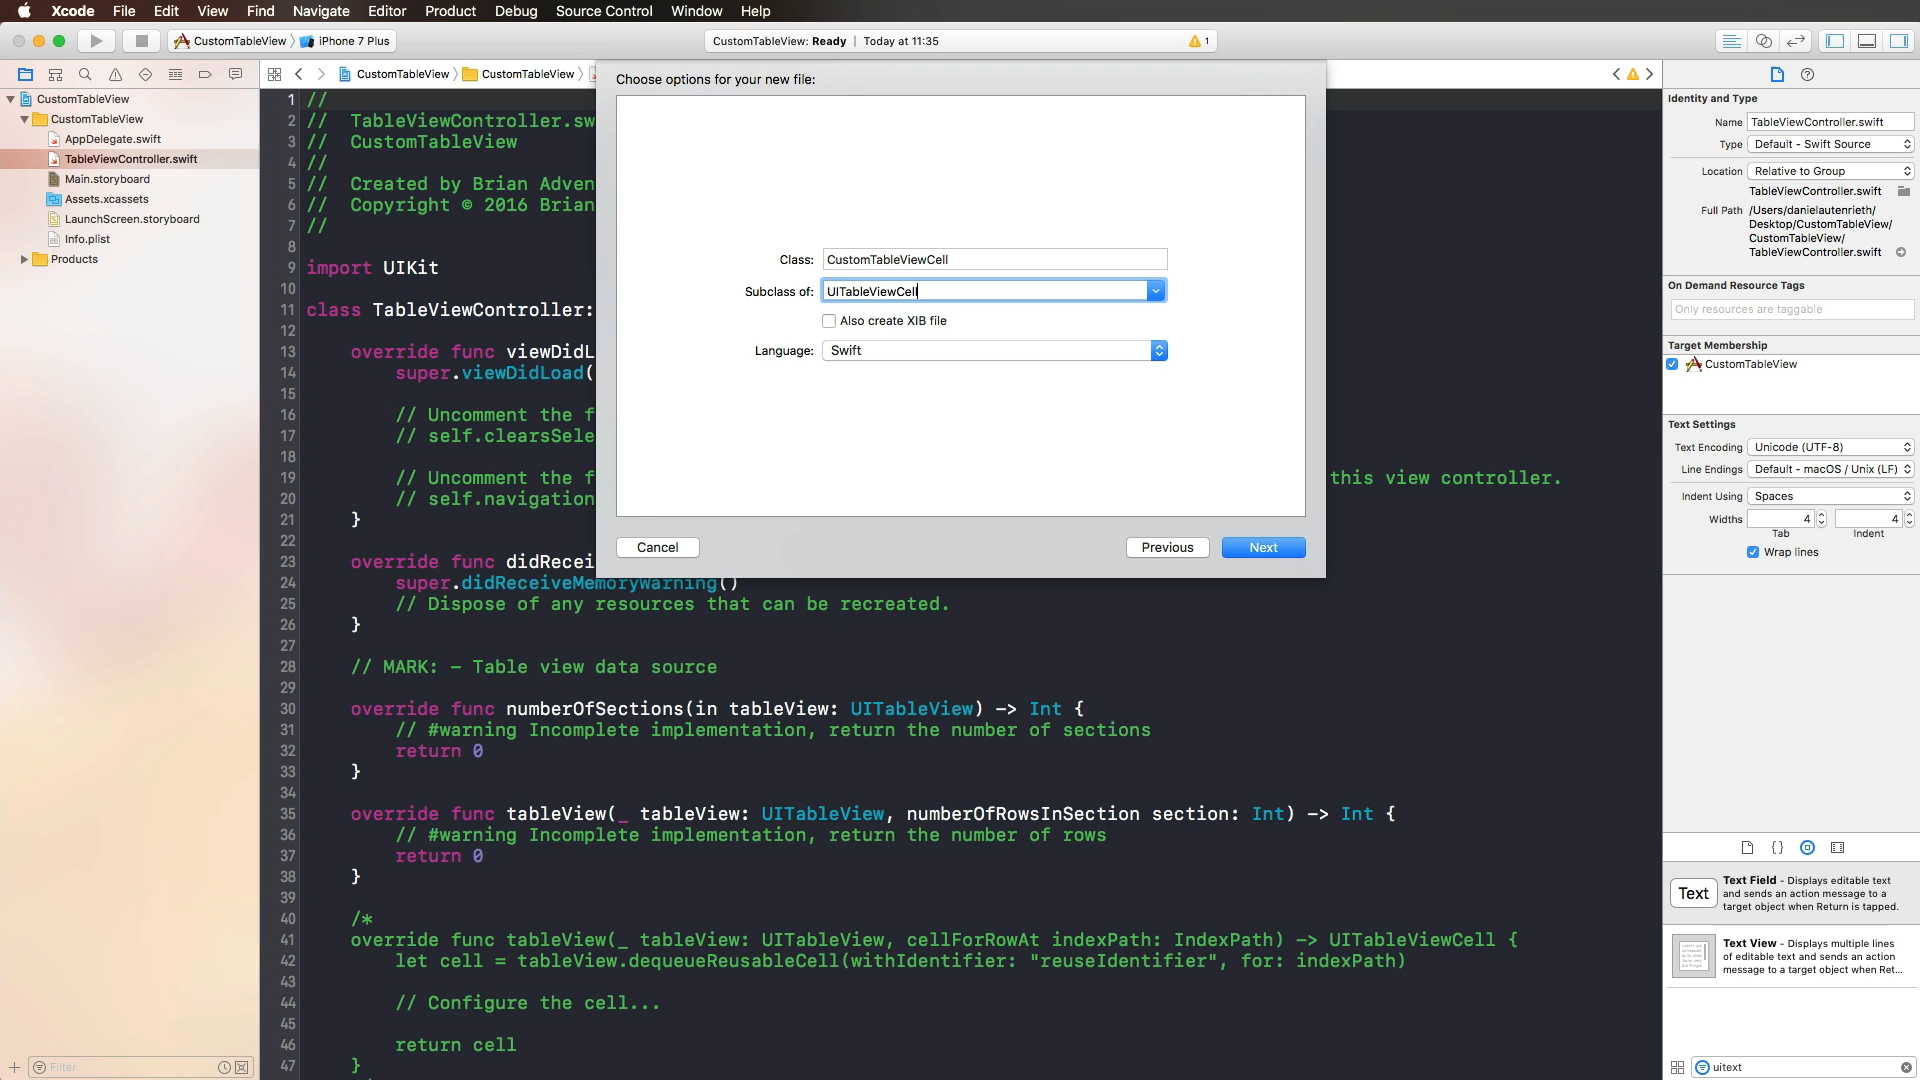 Xcode File Edit View Find Navigate Editor Product Debug Source Control Window Help
CustomTableView iPhone 7 Plus
CustomTableView: Ready | Today at 11:35
1
CustomTableView CustomTableView
CustomTableView
CustomTableView
AppDelegate.swift
TableViewController.swift
Main.storyboard
Assets.xcassets
LaunchScreen.storyboard
Info.plist
Products
Filter
Choose options for your new file:
Class: CustomTableViewCell
Subclass of: UITableViewCell
Also create XIB file
Language: Swift
Cancel Previous Next
1 //
2 // TableViewController.sw
3 // CustomTableView
4 //
5 // Created by Brian Adven
6 // Copyright © 2016 Brian
7 //
8
9 import UIKit
10
11 class TableViewController:
12
13 override func viewDidL
14 super.viewDidLoad(
15
16 // Uncomment the f
17 // self.clearsSele
18
19 // Uncomment the f this view controller.
20 // self.navigation
21 }
22
23 override func didRecei
24 super.didReceiveMemoryWarning()
25 // Dispose of any resources that can be recreated.
26 }
27
28 // MARK: - Table view data source
29
30 override func numberOfSections(in tableView: UITableView) -> Int {
31 // #warning Incomplete implementation, return the number of sections
32 return 0
33 }
34
35 override func tableView(_ tableView: UITableView, numberOfRowsInSection section: Int) -> Int {
36 // #warning Incomplete implementation, return the number of rows
37 return 0
38 }
39
40 /*
41 override func tableView(_ tableView: UITableView, cellForRowAt indexPath: IndexPath) -> UITableViewCell {
42 let cell = tableView.dequeueReusableCell(withIdentifier: "reuseIdentifier", for: indexPath)
43
44 // Configure the cell...
45
46 return cell
47 }
Identity and Type
Name TableViewController.swift
Type Default - Swift Source
Location Relative to Group
TableViewController.swift
Full Path /Users/danielautenrieth/
Desktop/CustomTableView/
CustomTableView/
TableViewController.swift
On Demand Resource Tags
Only resources are taggable
Target Membership
CustomTableView
Text Settings
Text Encoding Unicode (UTF-8)
Line Endings Default - macOS / Unix (LF)
Indent Using Spaces
Widths 4 4
Tab Indent
Wrap lines
{}
Text
Text Field - Displays editable text
and sends an action message to a
target object when Return is tapped.
Text View - Displays multiple lines
of editable text and sends an action
message to a target object when Ret...
uitext